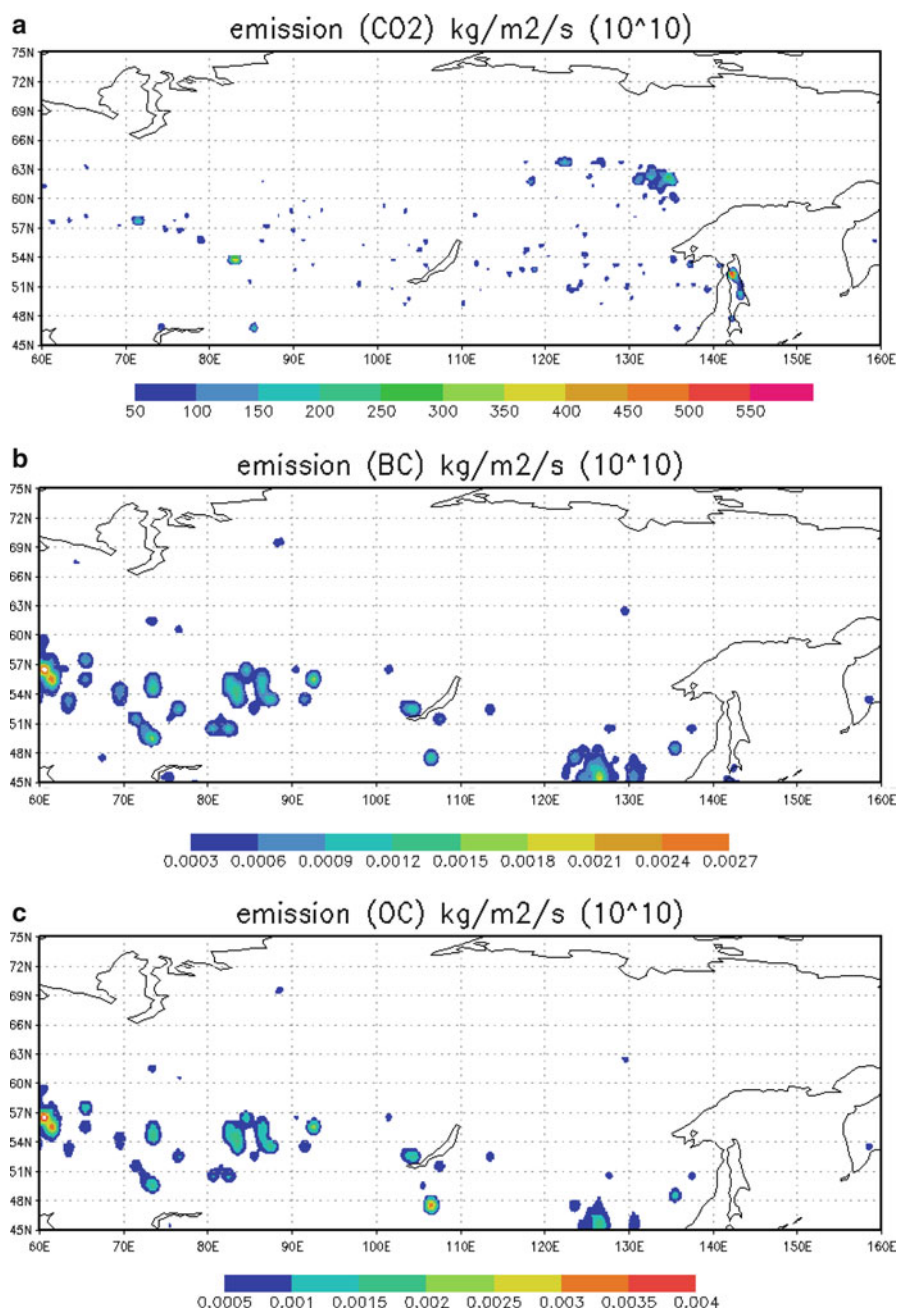 a
emission (CO2) kg/m2/s (10^10)
75N
72N
69N
66N
63N
60N
57N
54N
51N
48N
45N
60E 70E 80E 90E 100E 110E 120E 130E 140E 150E 160E
50 100 150 200 250 300 350 400 450 500 550
b
emission (BC) kg/m2/s (10^10)
75N
72N
69N
66N
63N
60N
57N
54N
51N
48N
45N
60E 70E 80E 90E 100E 110E 120E 130E 140E 150E 160E
0.0003 0.0006 0.0009 0.0012 0.0015 0.0018 0.0021 0.0024 0.0027
c
emission (OC) kg/m2/s (10^10)
75N
72N
69N
66N
63N
60N
57N
54N
51N
48N
45N
60E 70E 80E 90E 100E 110E 120E 130E 140E 150E 160E
0.0005 0.001 0.0015 0.002 0.0025 0.003 0.0035 0.004